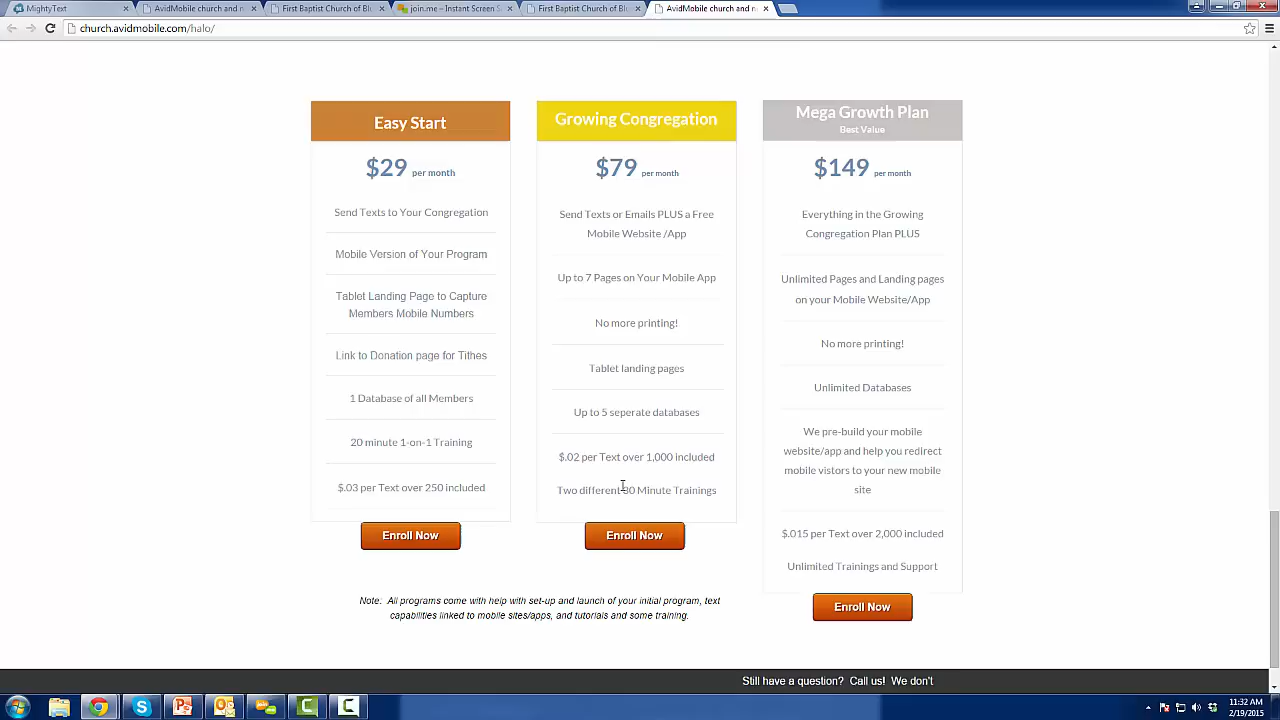 MightyText
AvidMobile church and n
First Baptist Church of Blu
join.me – Instant Screen S
First Baptist Church of Blu
AvidMobile church and n
church.avidmobile.com/halo/
Easy Start
$29 per month
Send Texts to Your Congregation
Mobile Version of Your Program
Tablet Landing Page to Capture
Members Mobile Numbers
Link to Donation page for Tithes
1 Database of all Members
20 minute 1-on-1 Training
$.03 per Text over 250 included
Enroll Now
Growing Congregation
$79 per month
Send Texts or Emails PLUS a Free
Mobile Website /App
Up to 7 Pages on Your Mobile App
No more printing!
Tablet landing pages
Up to 5 seperate databases
$.02 per Text over 1,000 included
Two different 30 Minute Trainings
Enroll Now
Mega Growth Plan
Best Value
$149 per month
Everything in the Growing
Congregation Plan PLUS
Unlimited Pages and Landing pages
on your Mobile Website/App
No more printing!
Unlimited Databases
We pre-build your mobile
website/app and help you redirect
mobile vistors to your new mobile
site
$.015 per Text over 2,000 included
Unlimited Trainings and Support
Enroll Now
Note: All programs come with help with set-up and launch of your initial program, text
capabilities linked to mobile sites/apps, and tutorials and some training.
Still have a question? Call us! We don't
11:32 AM
2/19/2015